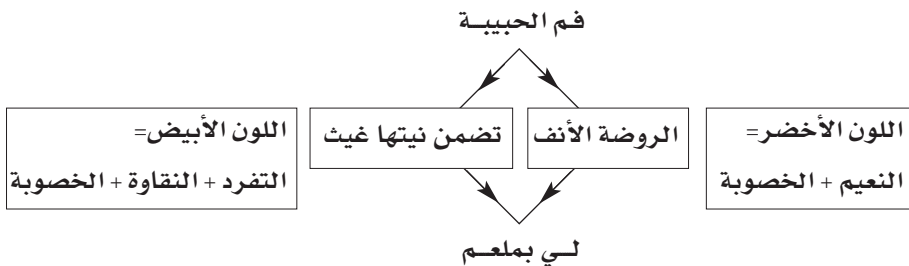 فم الحبيبة
اللون الأخضر=
النعيم + الخصوبة
الروضة الأنف
تضمن نيتها غيث
اللون الأبيض=
التفرد + النقاوة + الخصوبة
لي بملعم